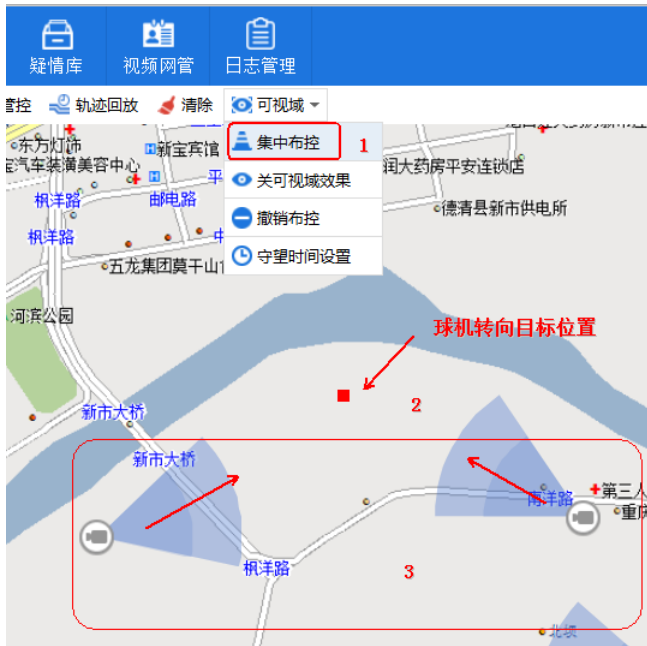 疑情库 视频网管 日志管理
管控 轨迹回放 清除 可视域
集中布控 1
关可视域效果
撤销布控
守望时间设置
东方灯饰
新宝宾馆
汽车装潢美容中心
润大药房平安连锁店
平
枫洋路
邮电路
德清县新市供电所
枫洋路
中
五龙集团莫干山
河滨公园
球机转向目标位置
2
新市大桥
新市大桥
南洋路
第三人
重庆
枫洋路
3
北坝